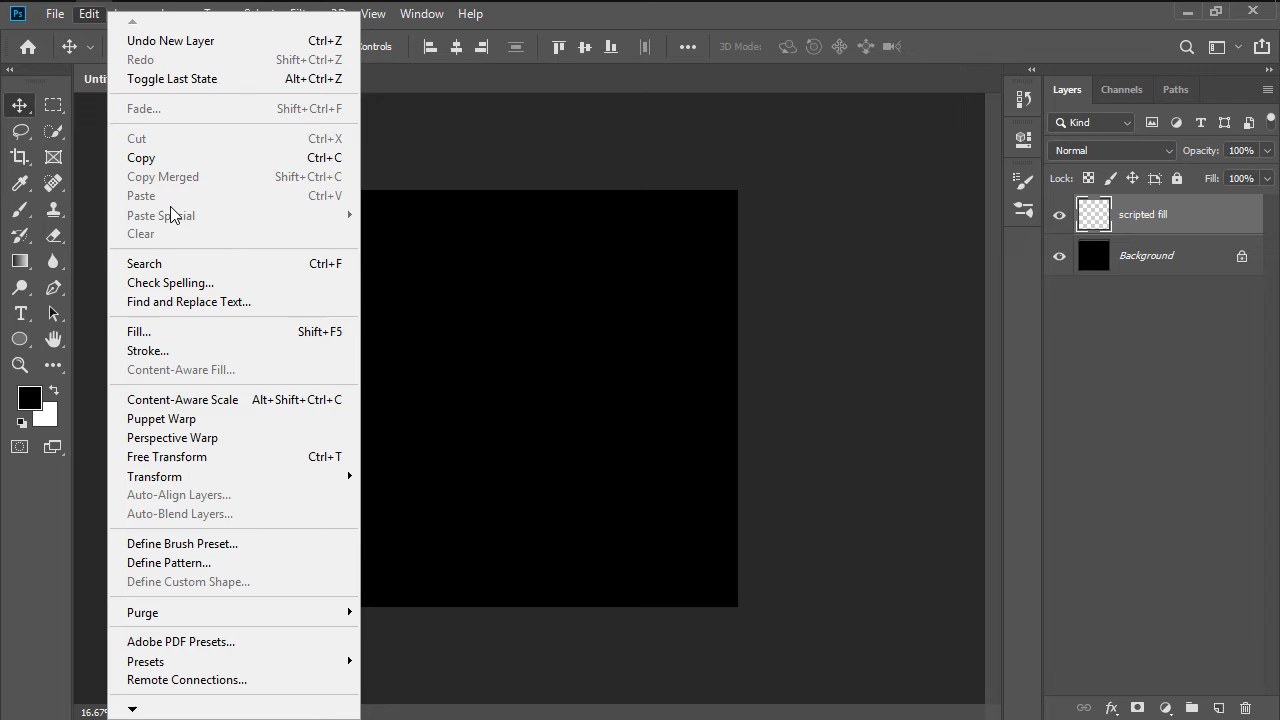 Ps File Edit View Window Help
Controls 3D Mode:
Unti
Undo New Layer Ctrl+Z
Redo Shift+Ctrl+Z
Toggle Last State Alt+Ctrl+Z
Fade... Shift+Ctrl+F
Cut Ctrl+X
Copy Ctrl+C
Copy Merged Shift+Ctrl+C
Paste Ctrl+V
Paste Special
Clear
Search Ctrl+F
Check Spelling...
Find and Replace Text...
Fill... Shift+F5
Stroke...
Content-Aware Fill...
Content-Aware Scale Alt+Shift+Ctrl+C
Puppet Warp
Perspective Warp
Free Transform Ctrl+T
Transform
Auto-Align Layers...
Auto-Blend Layers...
Define Brush Preset...
Define Pattern...
Define Custom Shape...
Purge
Adobe PDF Presets...
Presets
Remote Connections...
16.67%
Layers Channels Paths
Kind
Normal Opacity: 100%
Lock: Fill: 100%
scripted fill
Background